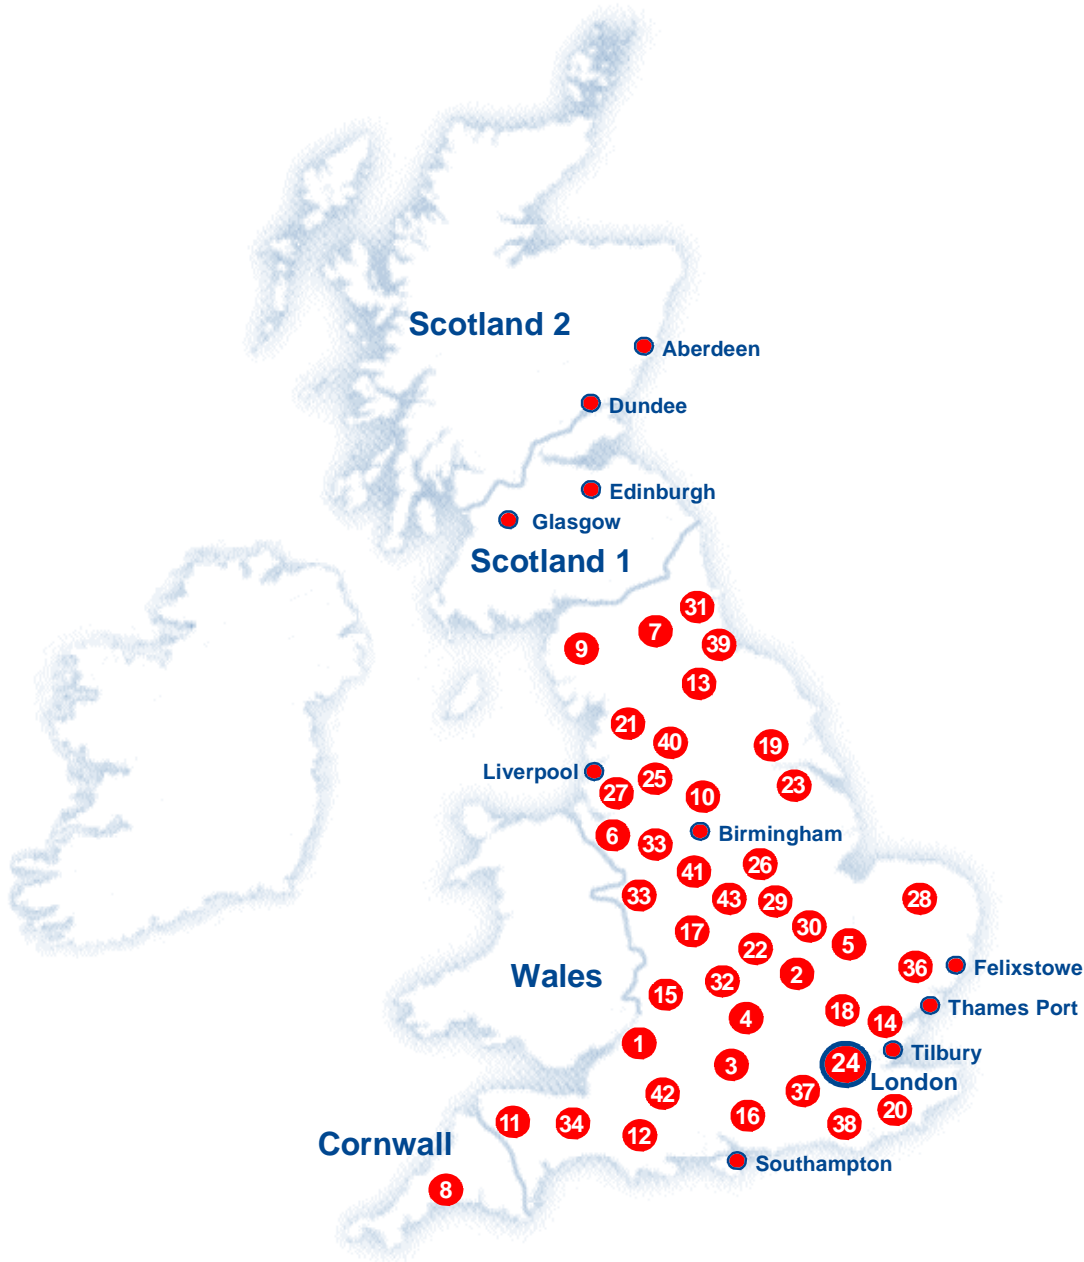 Scotland 2
Aberdeen
Dundee
Edinburgh
Glasgow
Scotland 1
31
7
39
9
13
21
40
19
Liverpool
25
27
23
10
6
Birmingham
33
26
41
33
43
29
28
17
30
5
22
Wales
2
36
Felixstowe
32
15
Thames Port
18
4
14
1
Tilbury
3
24
London
37
42
20
16
11
34
38
12
Cornwall
Southampton
8